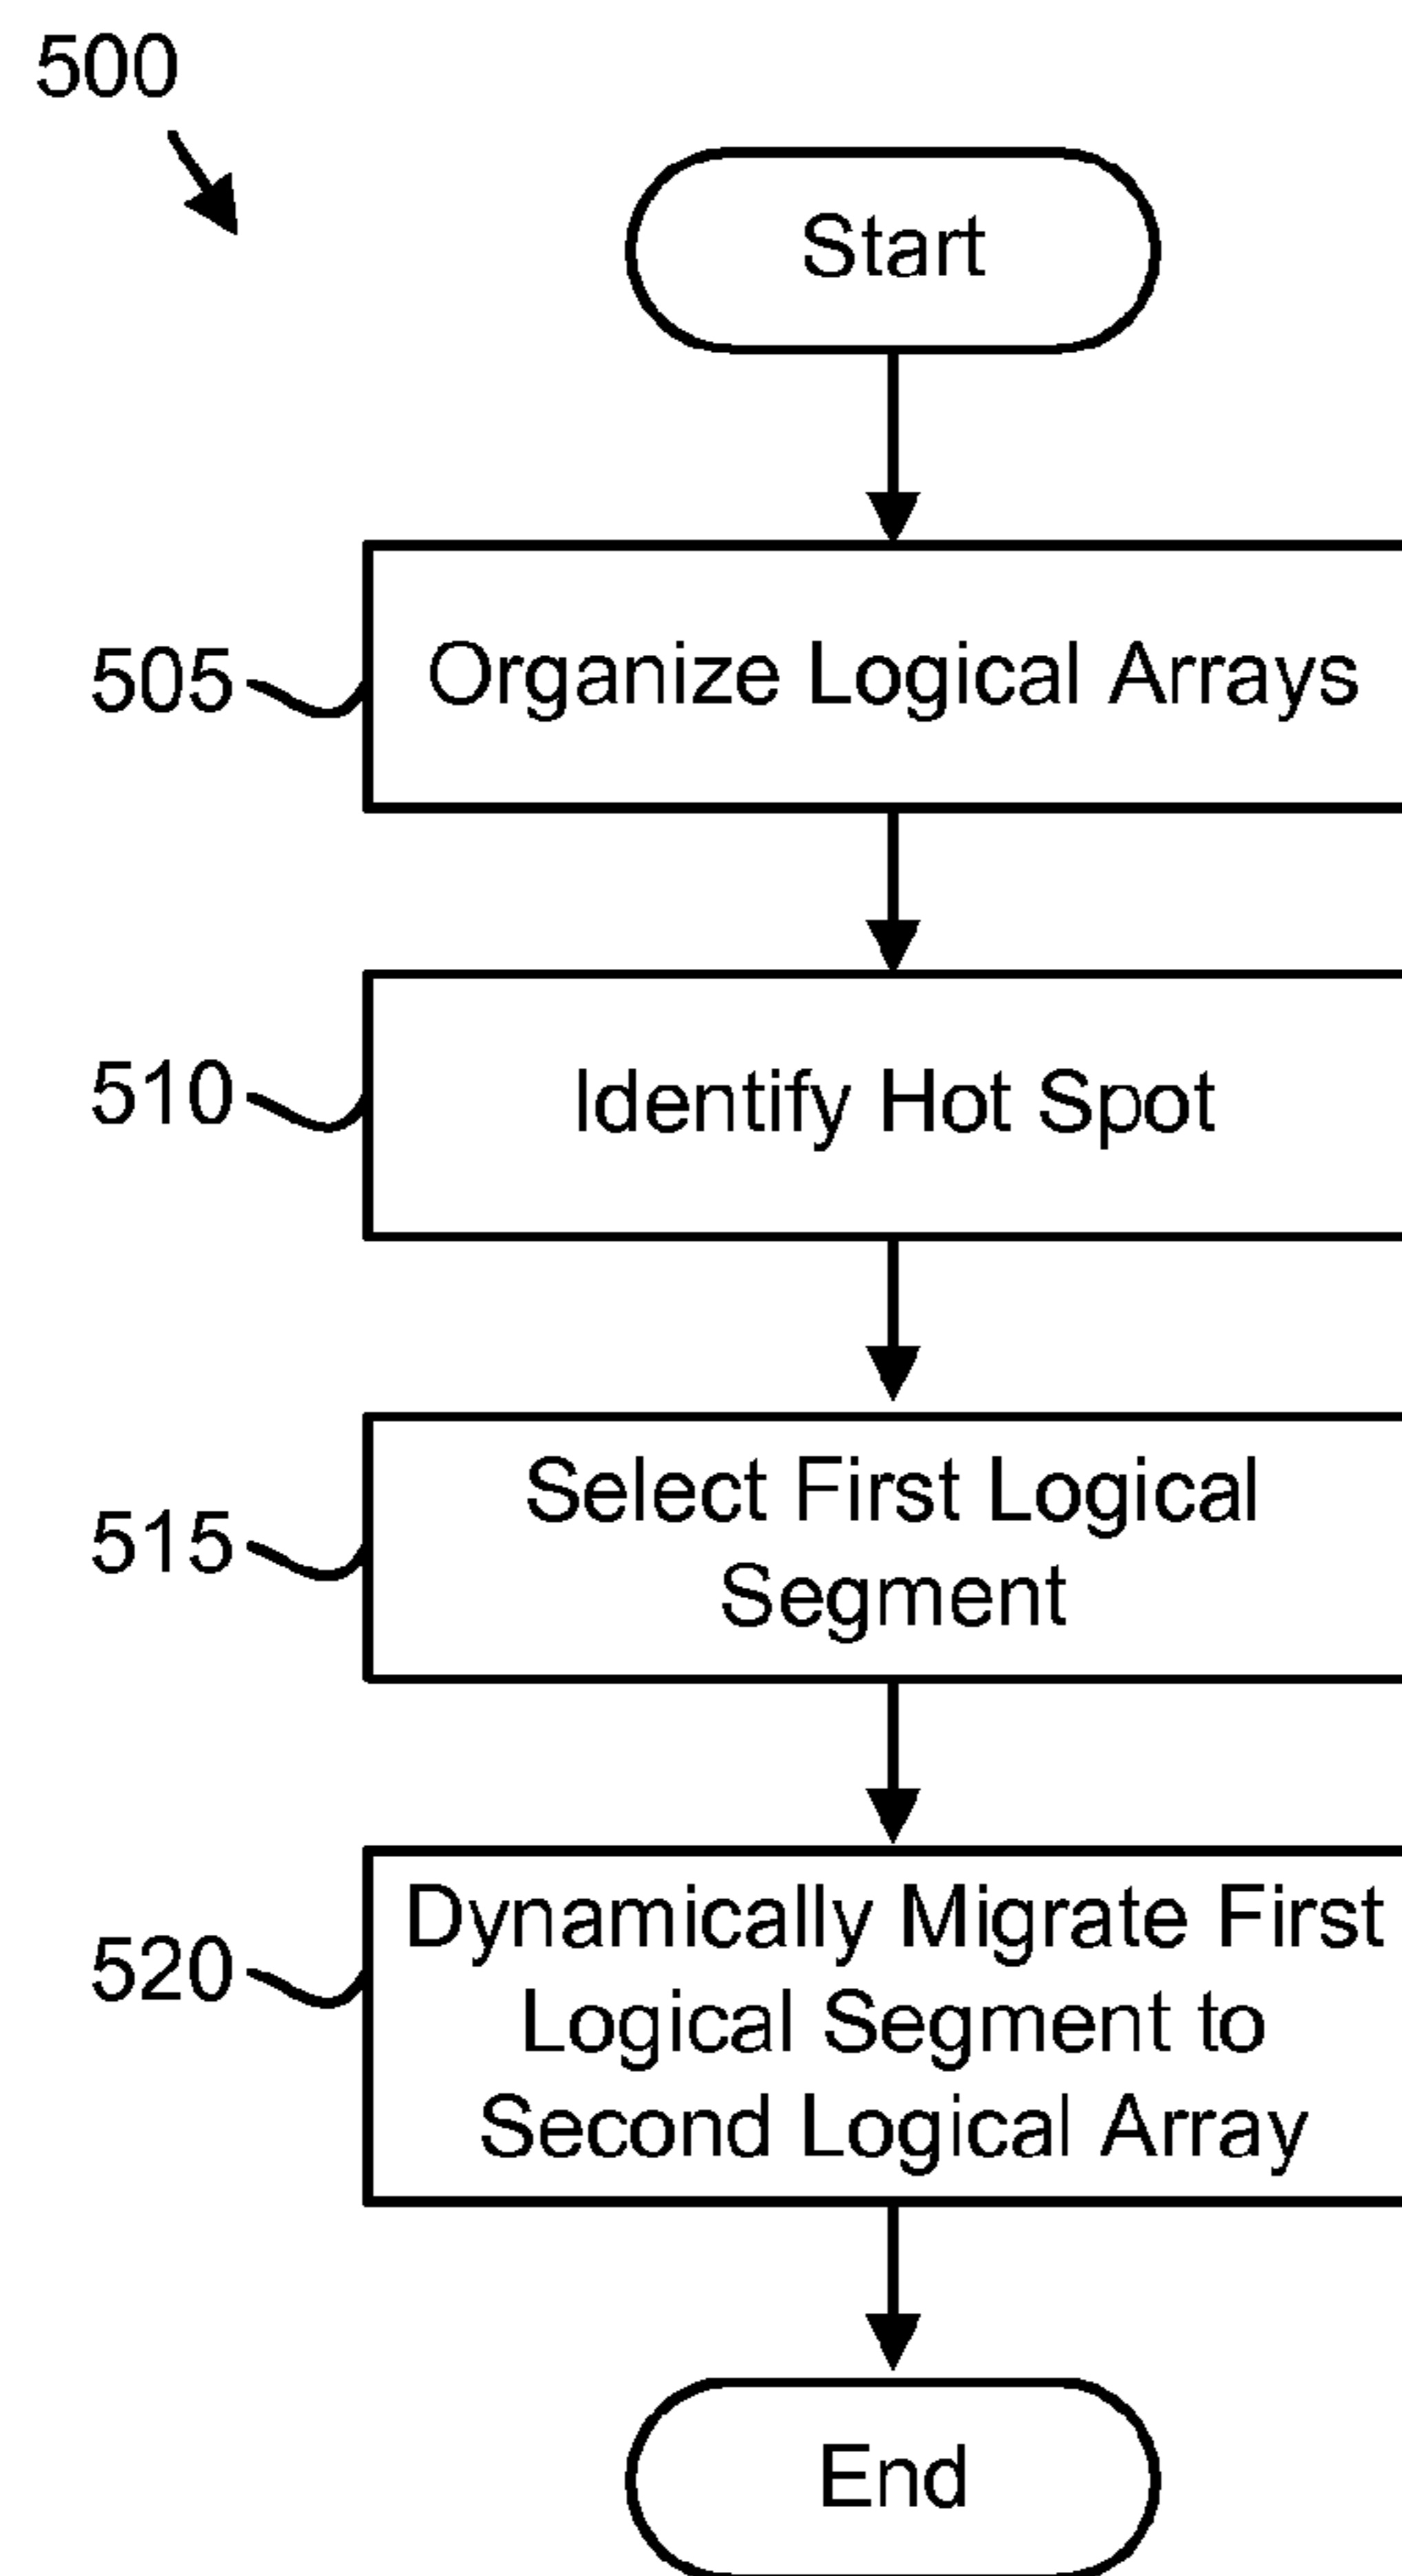 500
Start
505
Organize Logical Arrays
510
Identify Hot Spot
515
Select First Logical
Segment
520
Dynamically Migrate First
Logical Segment to
Second Logical Array
End